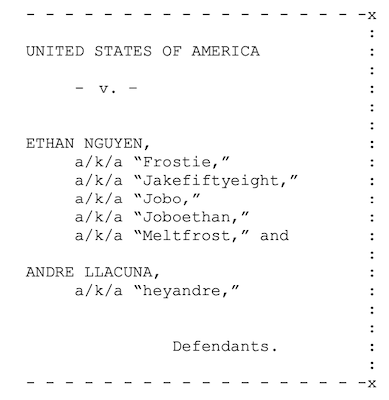 - - - - - - - - - - - - - - - - - -x
:
UNITED STATES OF AMERICA :
:
- v. - :
:
:
ETHAN NGUYEN, :
a/k/a “Frostie,” :
a/k/a “Jakefiftyeight,” :
a/k/a “Jobo,” :
a/k/a “Joboethan,” :
a/k/a “Meltfrost,” and :
:
ANDRE LLACUNA, :
a/k/a “heyandre,” :
:
:
Defendants. :
:
- - - - - - - - - - - - - - - - - -x